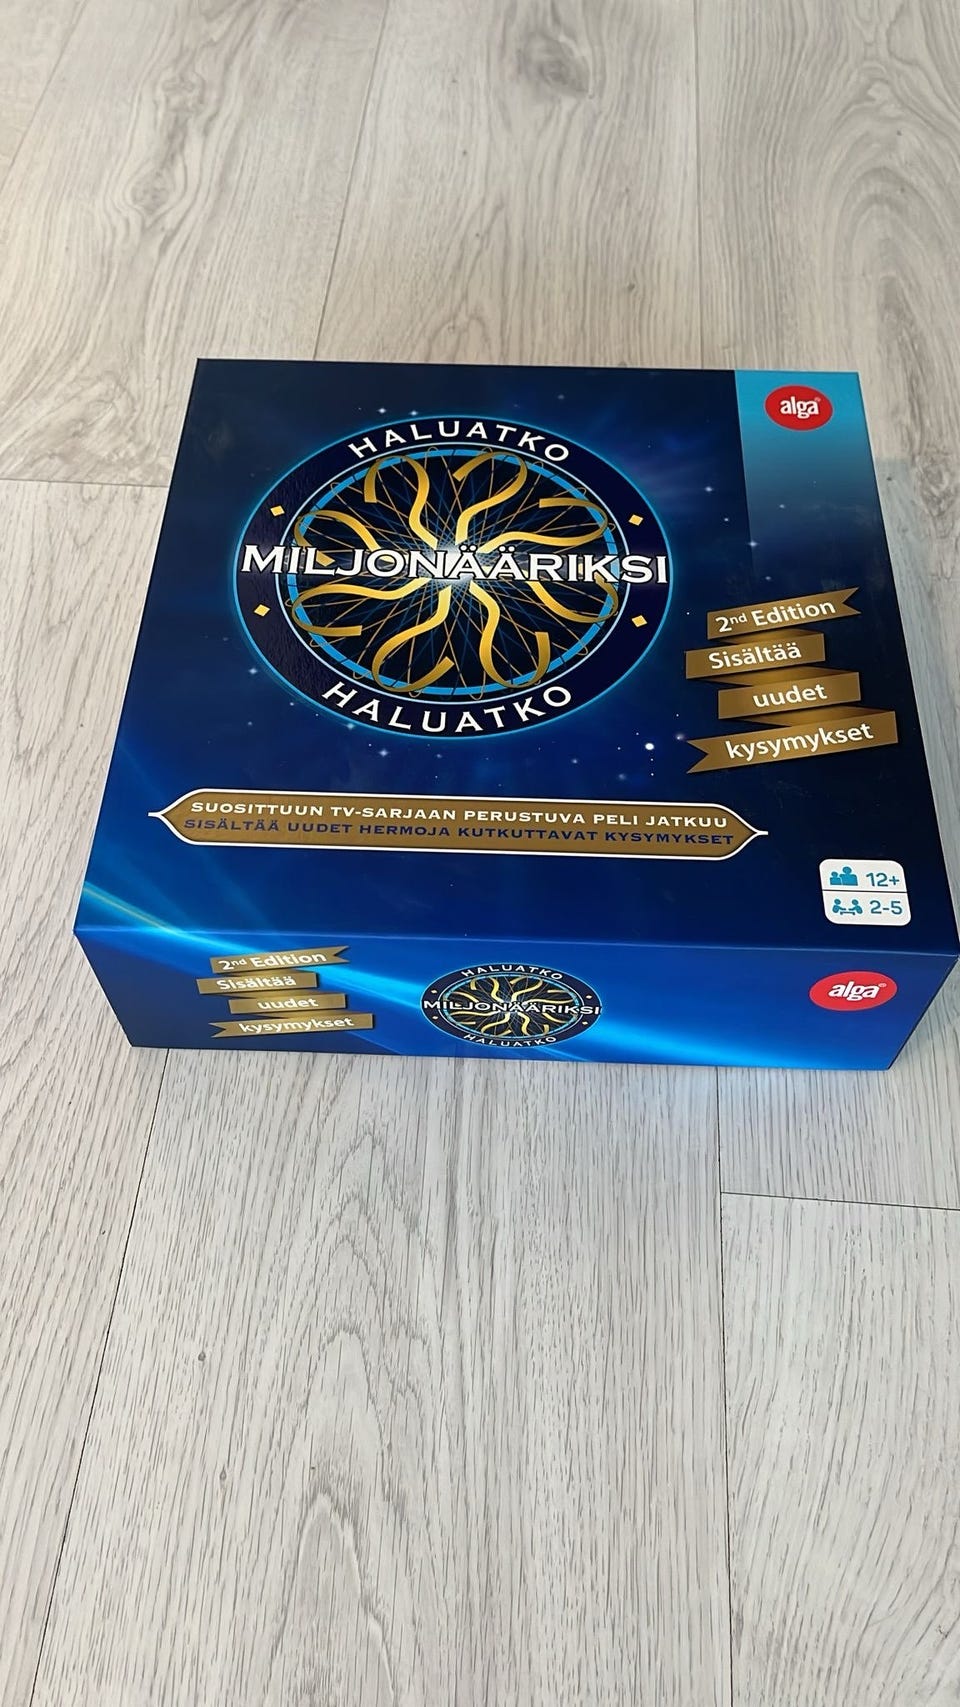 alga
HALUATKO
MILJONÄÄRIKSI
HALUATKO
2nd Edition
Sisältää
uudet
kysymykset
SUOSITTUUN TV-SARJAAN PERUSTUVA PELI JATKUU
SISÄLTÄÄ UUDET HERMOJA KUTKUTTAVAT KYSYMYKSET
12+
2-5
2nd Edition
Sisältää
uudet
kysymykset
HALUATKO
MILJONÄÄRIKSI
HALUATKO
alga